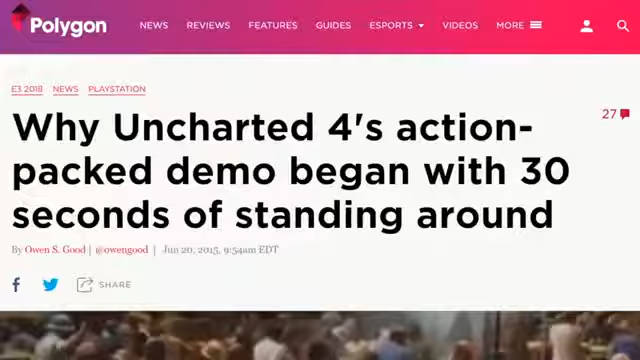 Polygon NEWS REVIEWS FEATURES GUIDES ESPORTS VIDEOS MORE
E3 2018 NEWS PLAYSTATION
27
Why Uncharted 4's action-
packed demo began with 30
seconds of standing around
By Owen S. Good | @owengood | Jun 20, 2015, 9:54am EDT
SHARE